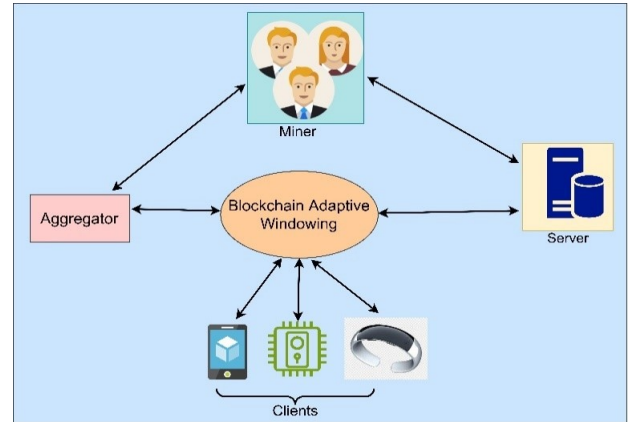 Miner
Blockchain Adaptive
Windowing
Aggregator
Server
Clients